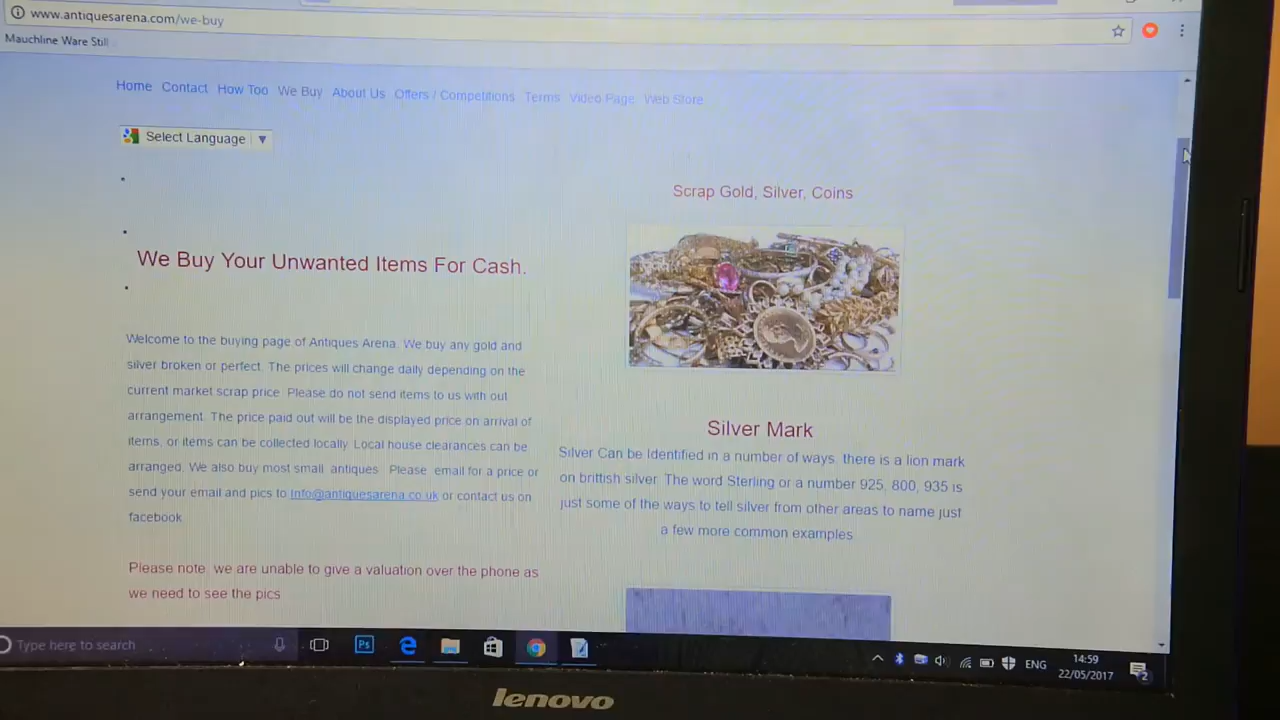 www.antiquesarena.com/we-buy
Mauchline Ware Still
Home Contact How Too We Buy About Us Offers / Competitions Terms Video Page Web Store
Select Language
Scrap Gold, Silver, Coins
We Buy Your Unwanted Items For Cash.
Welcome to the buying page of Antiques Arena. We buy any gold and
silver broken or perfect. The prices will change daily depending on the
current market scrap price. Please do not send items to us with out
arrangement. The price paid out will be the displayed price on arrival of
items, or items can be collected locally. Local house clearances can be
arranged. We also buy most small antiques. Please email for a price or
send your email and pics to Info@antiquesarena.co.uk or contact us on
facebook
Please note, we are unable to give a valuation over the phone as
we need to see the pics
Silver Mark
Silver Can be Identified in a number of ways. there is a lion mark
on brittish silver. The word Sterling or a number 925, 800, 935 is
just some of the ways to tell silver from other areas to name just
a few more common examples
Type here to search
Ps
ENG
14:59
22/05/2017
2
lenovo